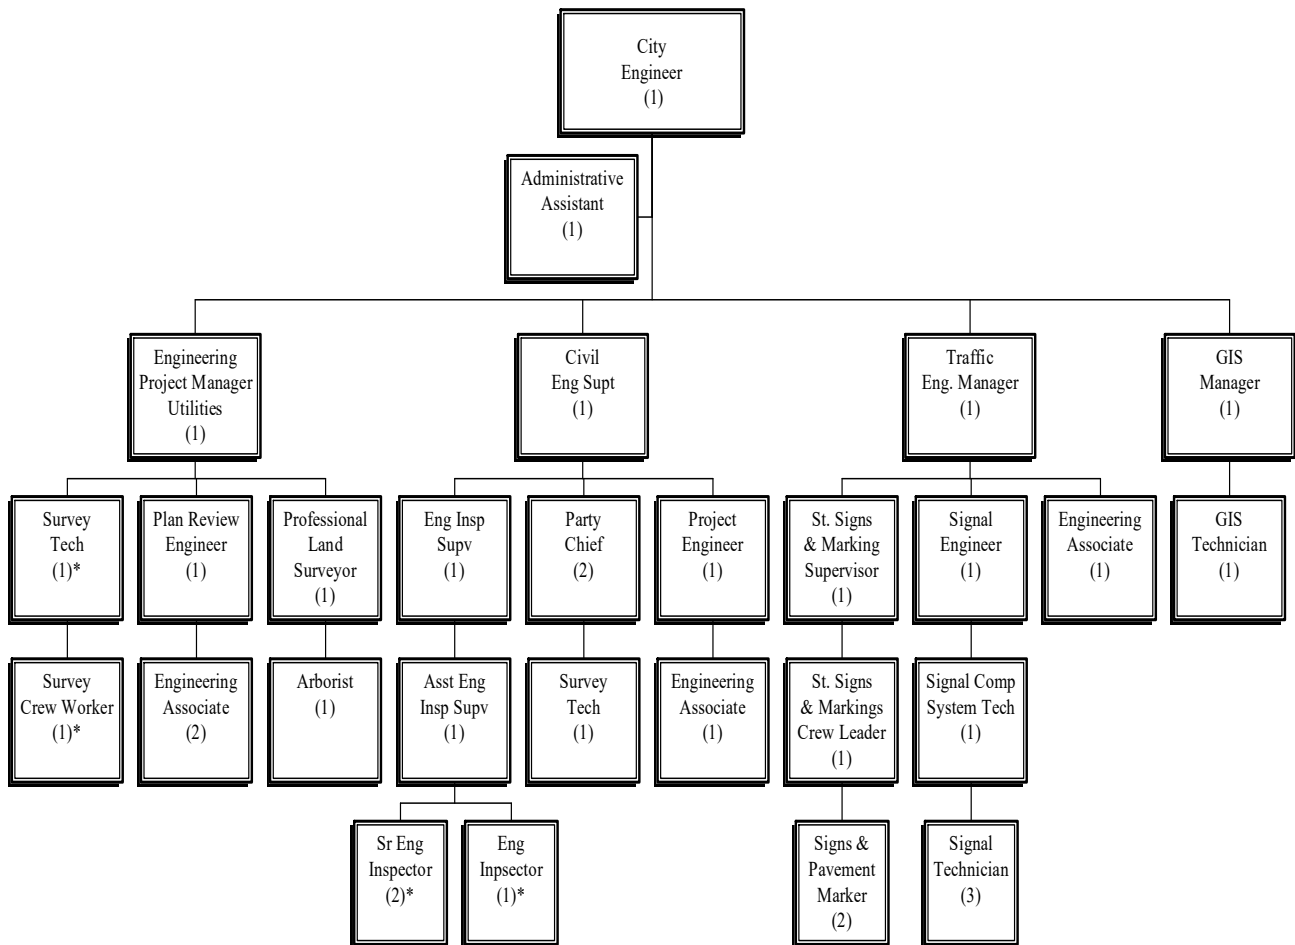 City
Engineer
(1)
Administrative
Assistant
(1)
Engineering
Project Manager
Utilities
(1)
Civil
Eng Supt
(1)
Traffic
Eng. Manager
(1)
GIS
Manager
(1)
Survey
Tech
(1)*
Plan Review
Engineer
(1)
Professional
Land
Surveyor
(1)
Eng Insp
Supv
(1)
Party
Chief
(2)
Project
Engineer
(1)
St. Signs
& Marking
Supervisor
(1)
Signal
Engineer
(1)
Engineering
Associate
(1)
GIS
Technician
(1)
Survey
Crew Worker
(1)*
Engineering
Associate
(2)
Arborist
(1)
Asst Eng
Insp Supv
(1)
Survey
Tech
(1)
Engineering
Associate
(1)
St. Signs
& Markings
Crew Leader
(1)
Signal Comp
System Tech
(1)
Sr Eng
Inspector
(2)*
Eng
Inpsector
(1)*
Signs &
Pavement
Marker
(2)
Signal
Technician
(3)